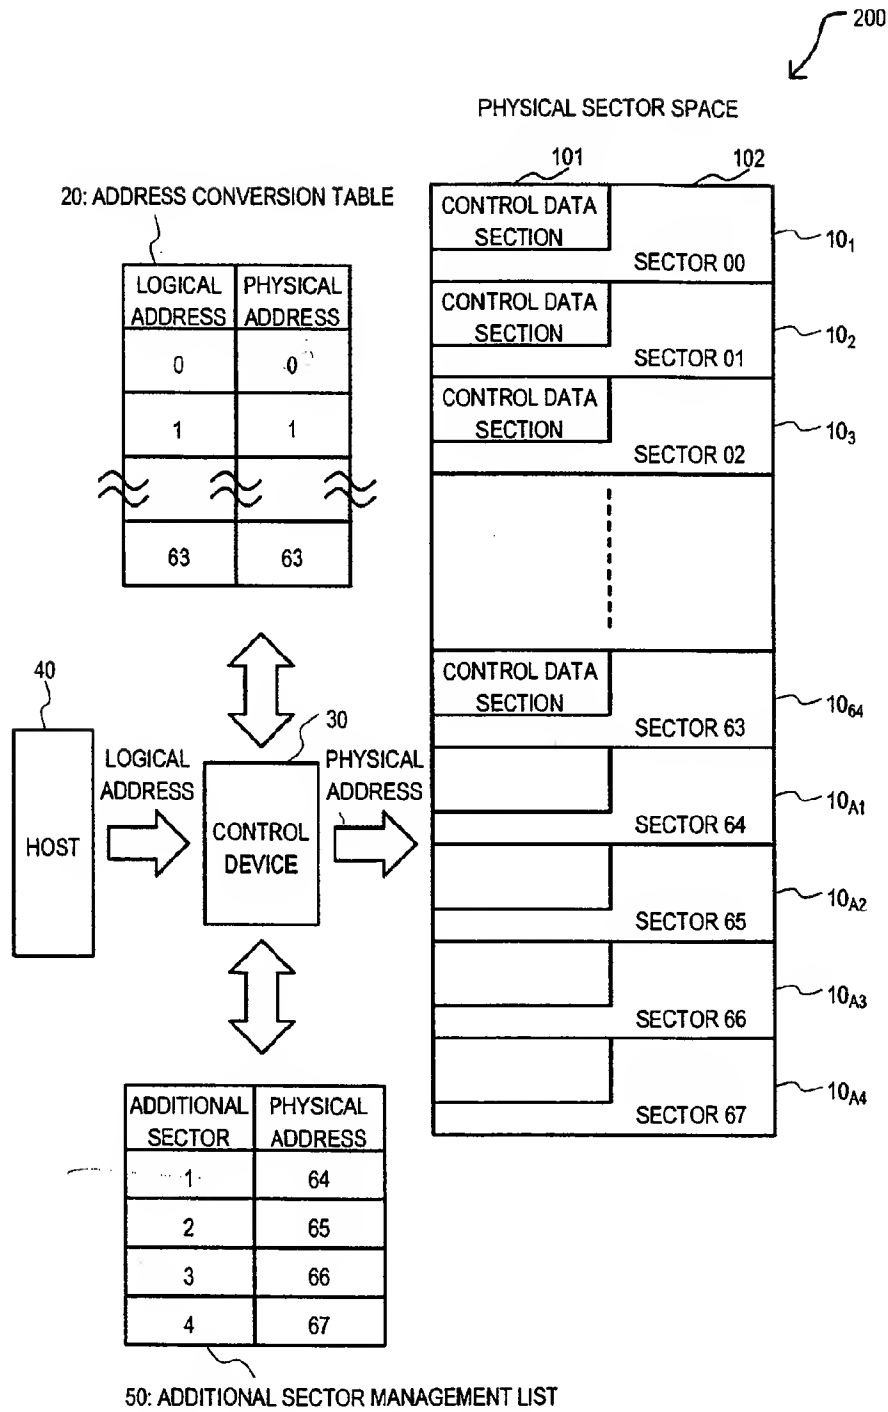 200
PHYSICAL SECTOR SPACE
101
102
20: ADDRESS CONVERSION TABLE
LOGICAL ADDRESS
PHYSICAL ADDRESS
0
0
1
1
63
63
CONTROL DATA
SECTION
SECTOR 00
10₁
CONTROL DATA
SECTION
SECTOR 01
10₂
CONTROL DATA
SECTION
SECTOR 02
10₃
CONTROL DATA
SECTION
SECTOR 63
10₆₄
SECTOR 64
10A1
SECTOR 65
10A2
SECTOR 66
10A3
SECTOR 67
10A4
40
HOST
LOGICAL
ADDRESS
30
CONTROL
DEVICE
PHYSICAL
ADDRESS
ADDITIONAL SECTOR
PHYSICAL ADDRESS
1
64
2
65
3
66
4
67
50: ADDITIONAL SECTOR MANAGEMENT LIST